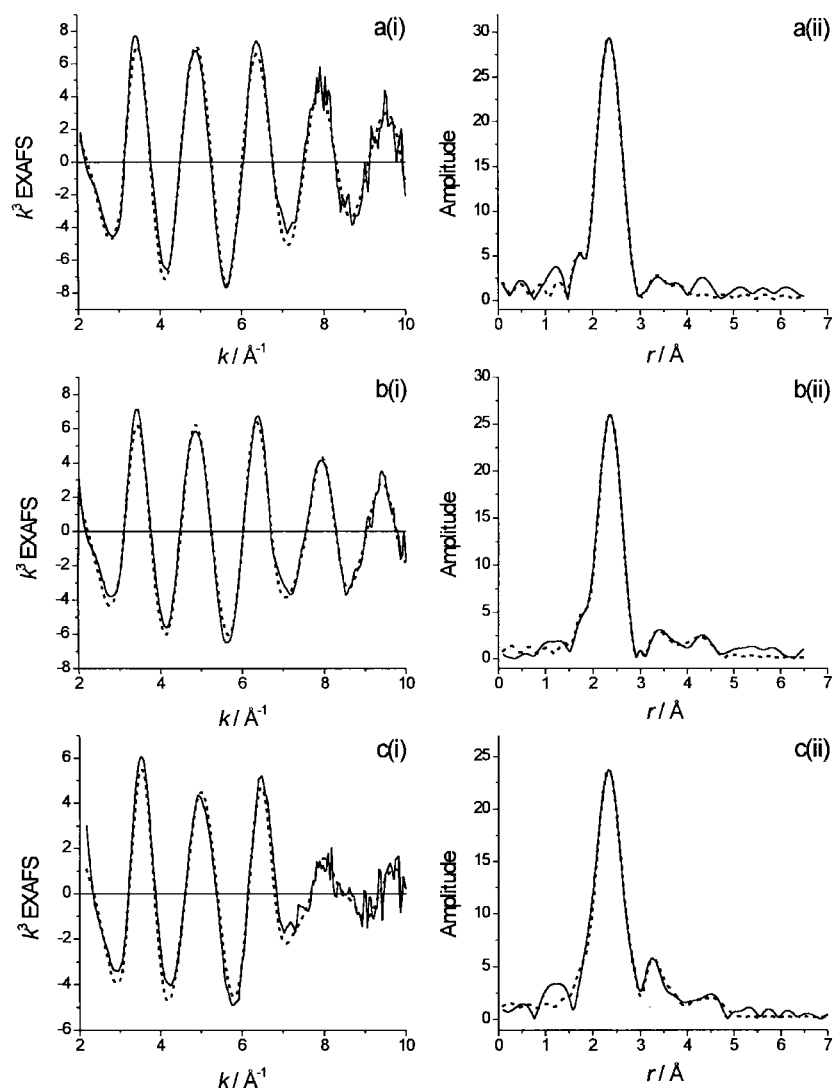 a(i)
8
6
4
2
0
-2
-4
-6
-8
k³ EXAFS
2 4 6 8 10
k / Å⁻¹
a(ii)
30
25
20
15
10
5
0
Amplitude
0 1 2 3 4 5 6 7
r / Å
b(i)
8
6
4
2
0
-2
-4
-6
-8
k³ EXAFS
2 4 6 8 10
k / Å⁻¹
b(ii)
30
25
20
15
10
5
0
Amplitude
0 1 2 3 4 5 6 7
r / Å
c(i)
6
4
2
0
-2
-4
-6
k³ EXAFS
2 4 6 8 10
k / Å⁻¹
c(ii)
25
20
15
10
5
0
Amplitude
0 1 2 3 4 5 6 7
r / Å